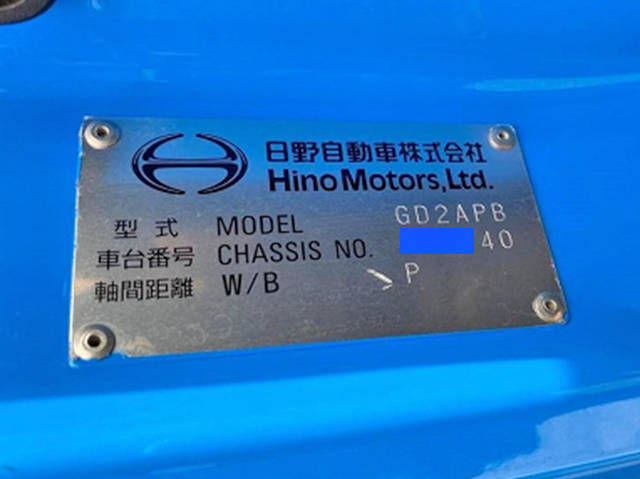 日野自動車株式会社
Hino Motors, Ltd.
型式 MODEL GD2APB
車台番号 CHASSIS NO. 40
軸間距離 W/B P